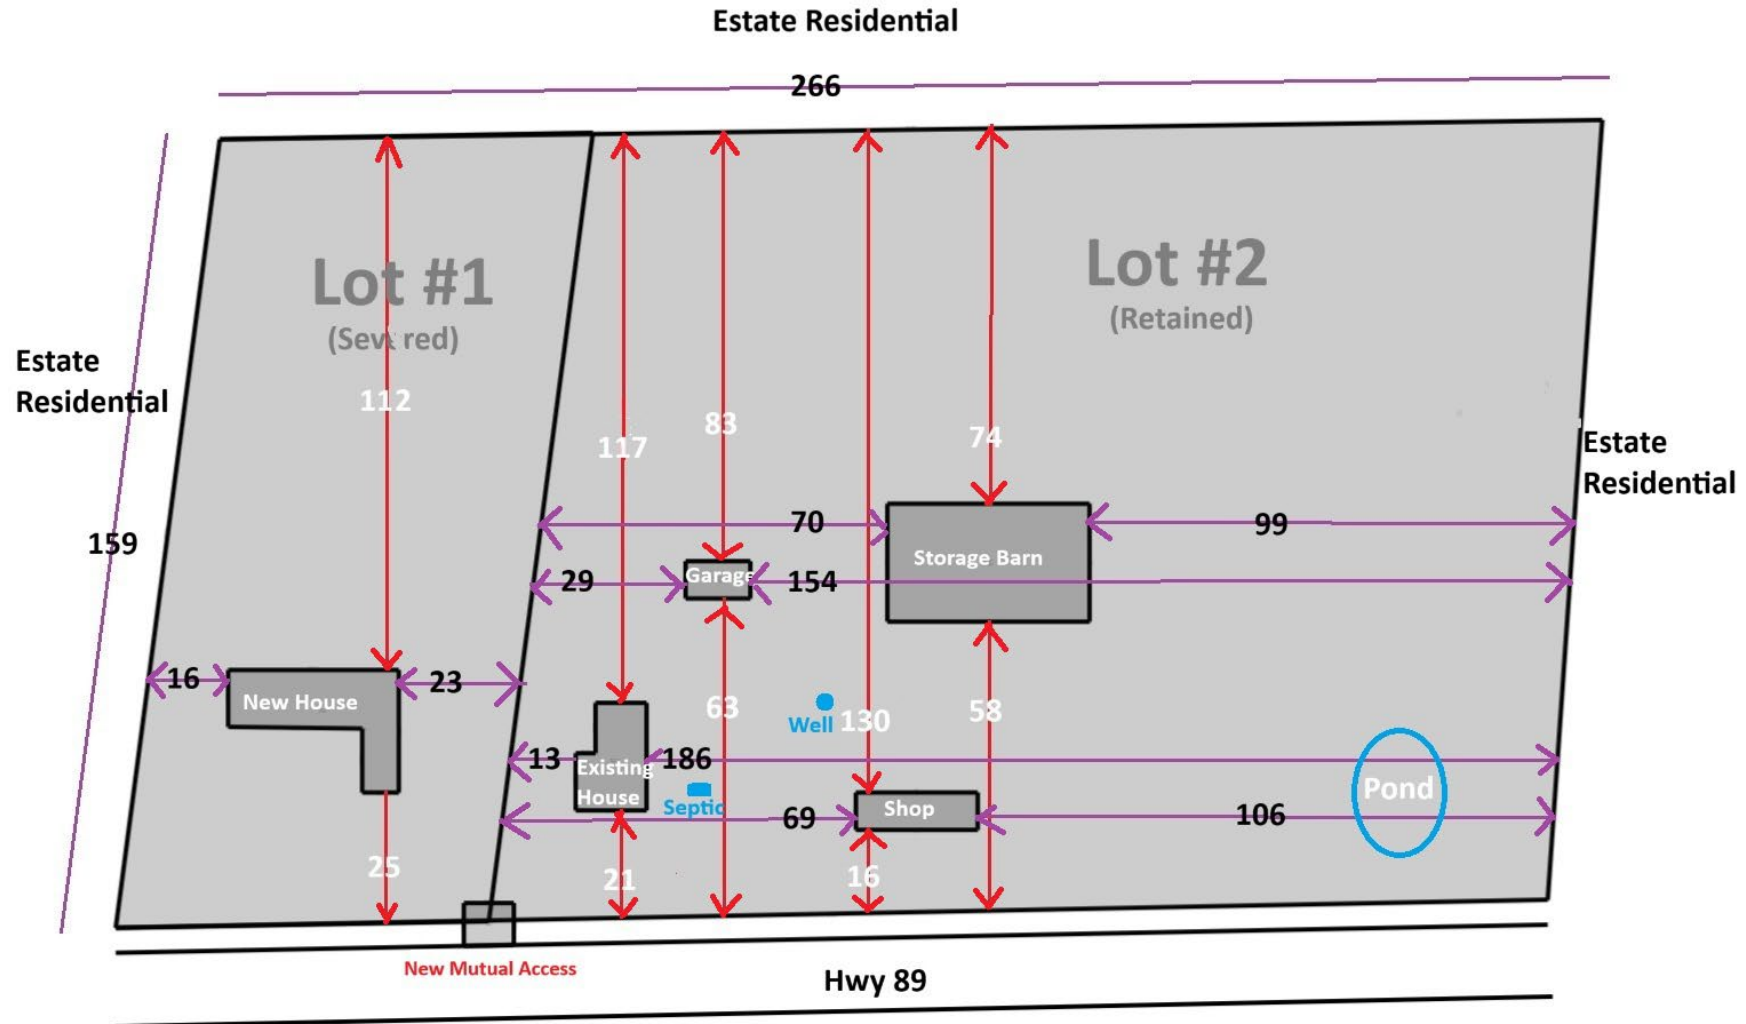 Estate Residential
266
Lot #1
(Severed)
Lot #2
(Retained)
Estate
Residential
112
117
83
74
Estate
Residential
159
70
99
Storage Barn
29
Garage
154
16
23
New House
63
Well
130
58
13
Existing
House
186
Septic
69
Shop
106
Pond
25
21
16
New Mutual Access
Hwy 89